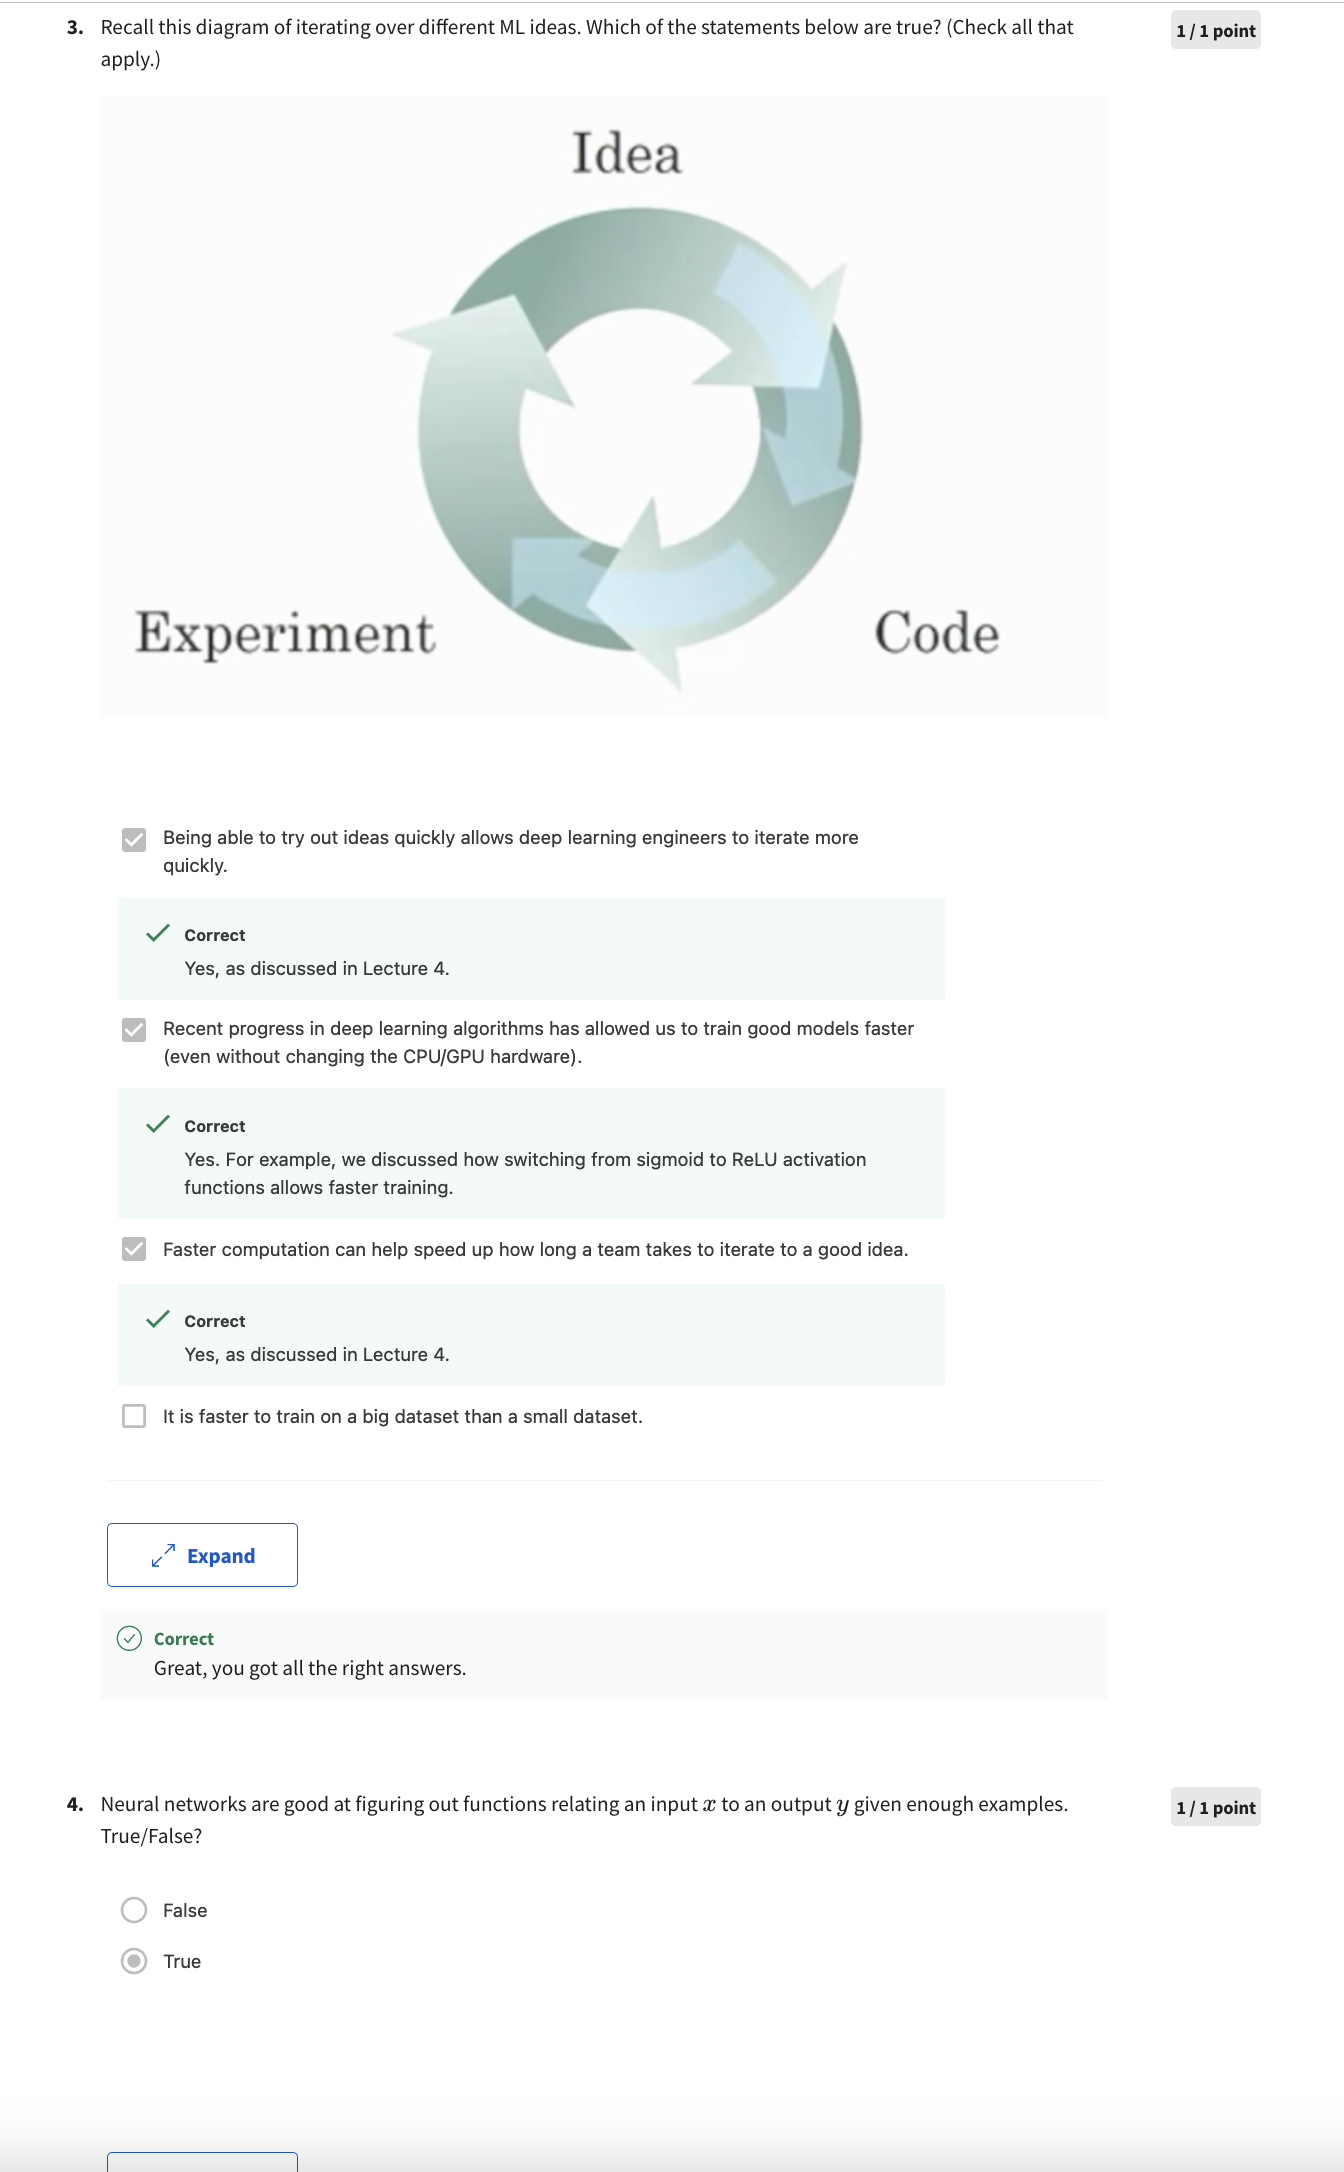 3. Recall this diagram of iterating over different ML ideas. Which of the statements below are true? (Check all that
apply.)
1 / 1 point
Idea
Experiment
Code
Being able to try out ideas quickly allows deep learning engineers to iterate more
quickly.
Correct
Yes, as discussed in Lecture 4.
Recent progress in deep learning algorithms has allowed us to train good models faster
(even without changing the CPU/GPU hardware).
Correct
Yes. For example, we discussed how switching from sigmoid to ReLU activation
functions allows faster training.
Faster computation can help speed up how long a team takes to iterate to a good idea.
Correct
Yes, as discussed in Lecture 4.
It is faster to train on a big dataset than a small dataset.
Expand
Correct
Great, you got all the right answers.
4. Neural networks are good at figuring out functions relating an input x to an output y given enough examples.
True/False?
1 / 1 point
False
True